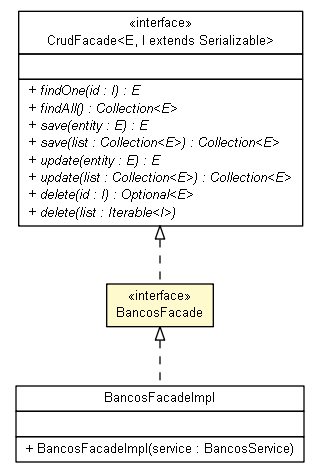 «interface»
CrudFacade<E, I extends Serializable>
+ findOne(id : I) : E
+ findAll() : Collection<E>
+ save(entity : E) : E
+ save(list : Collection<E>) : Collection<E>
+ update(entity : E) : E
+ update(list : Collection<E>) : Collection<E>
+ delete(id : I) : Optional<E>
+ delete(list : Iterable<I>)
«interface»
BancosFacade
BancosFacadeImpl
+ BancosFacadeImpl(service : BancosService)